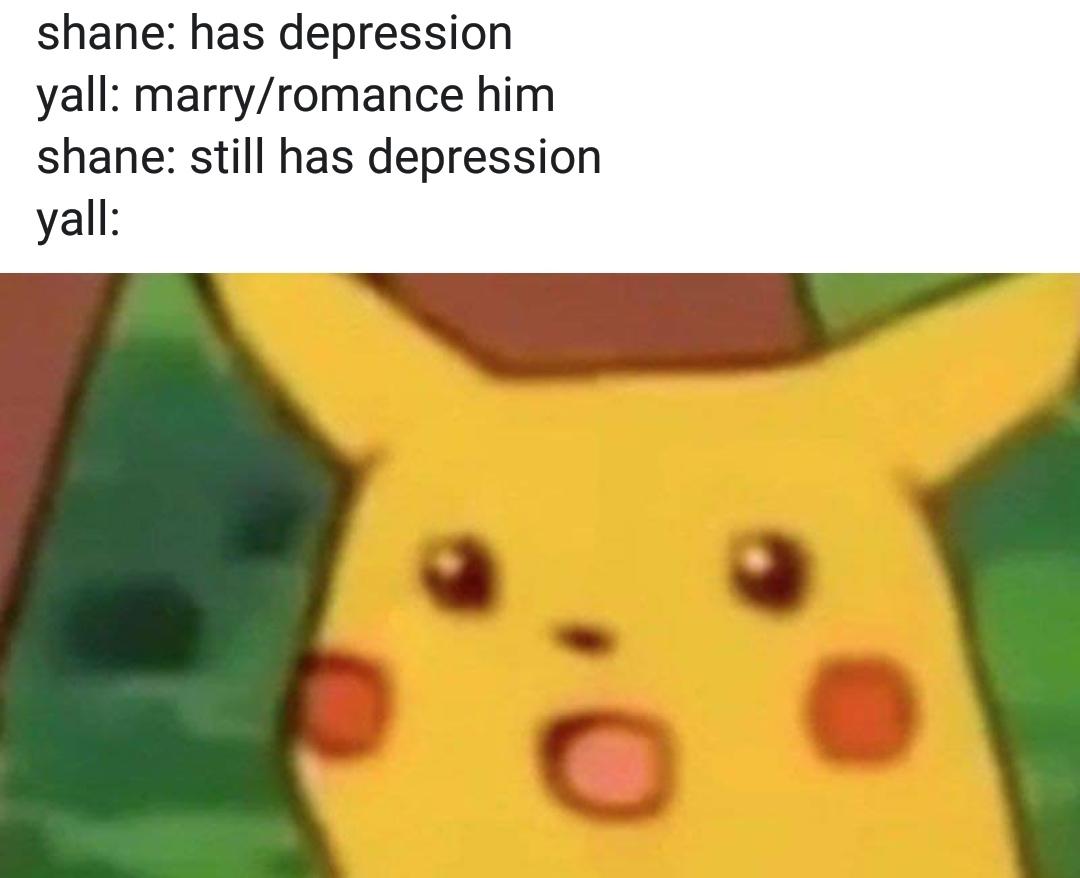 shane: has depression
yall: marry/romance him
shane: still has depression
yall: